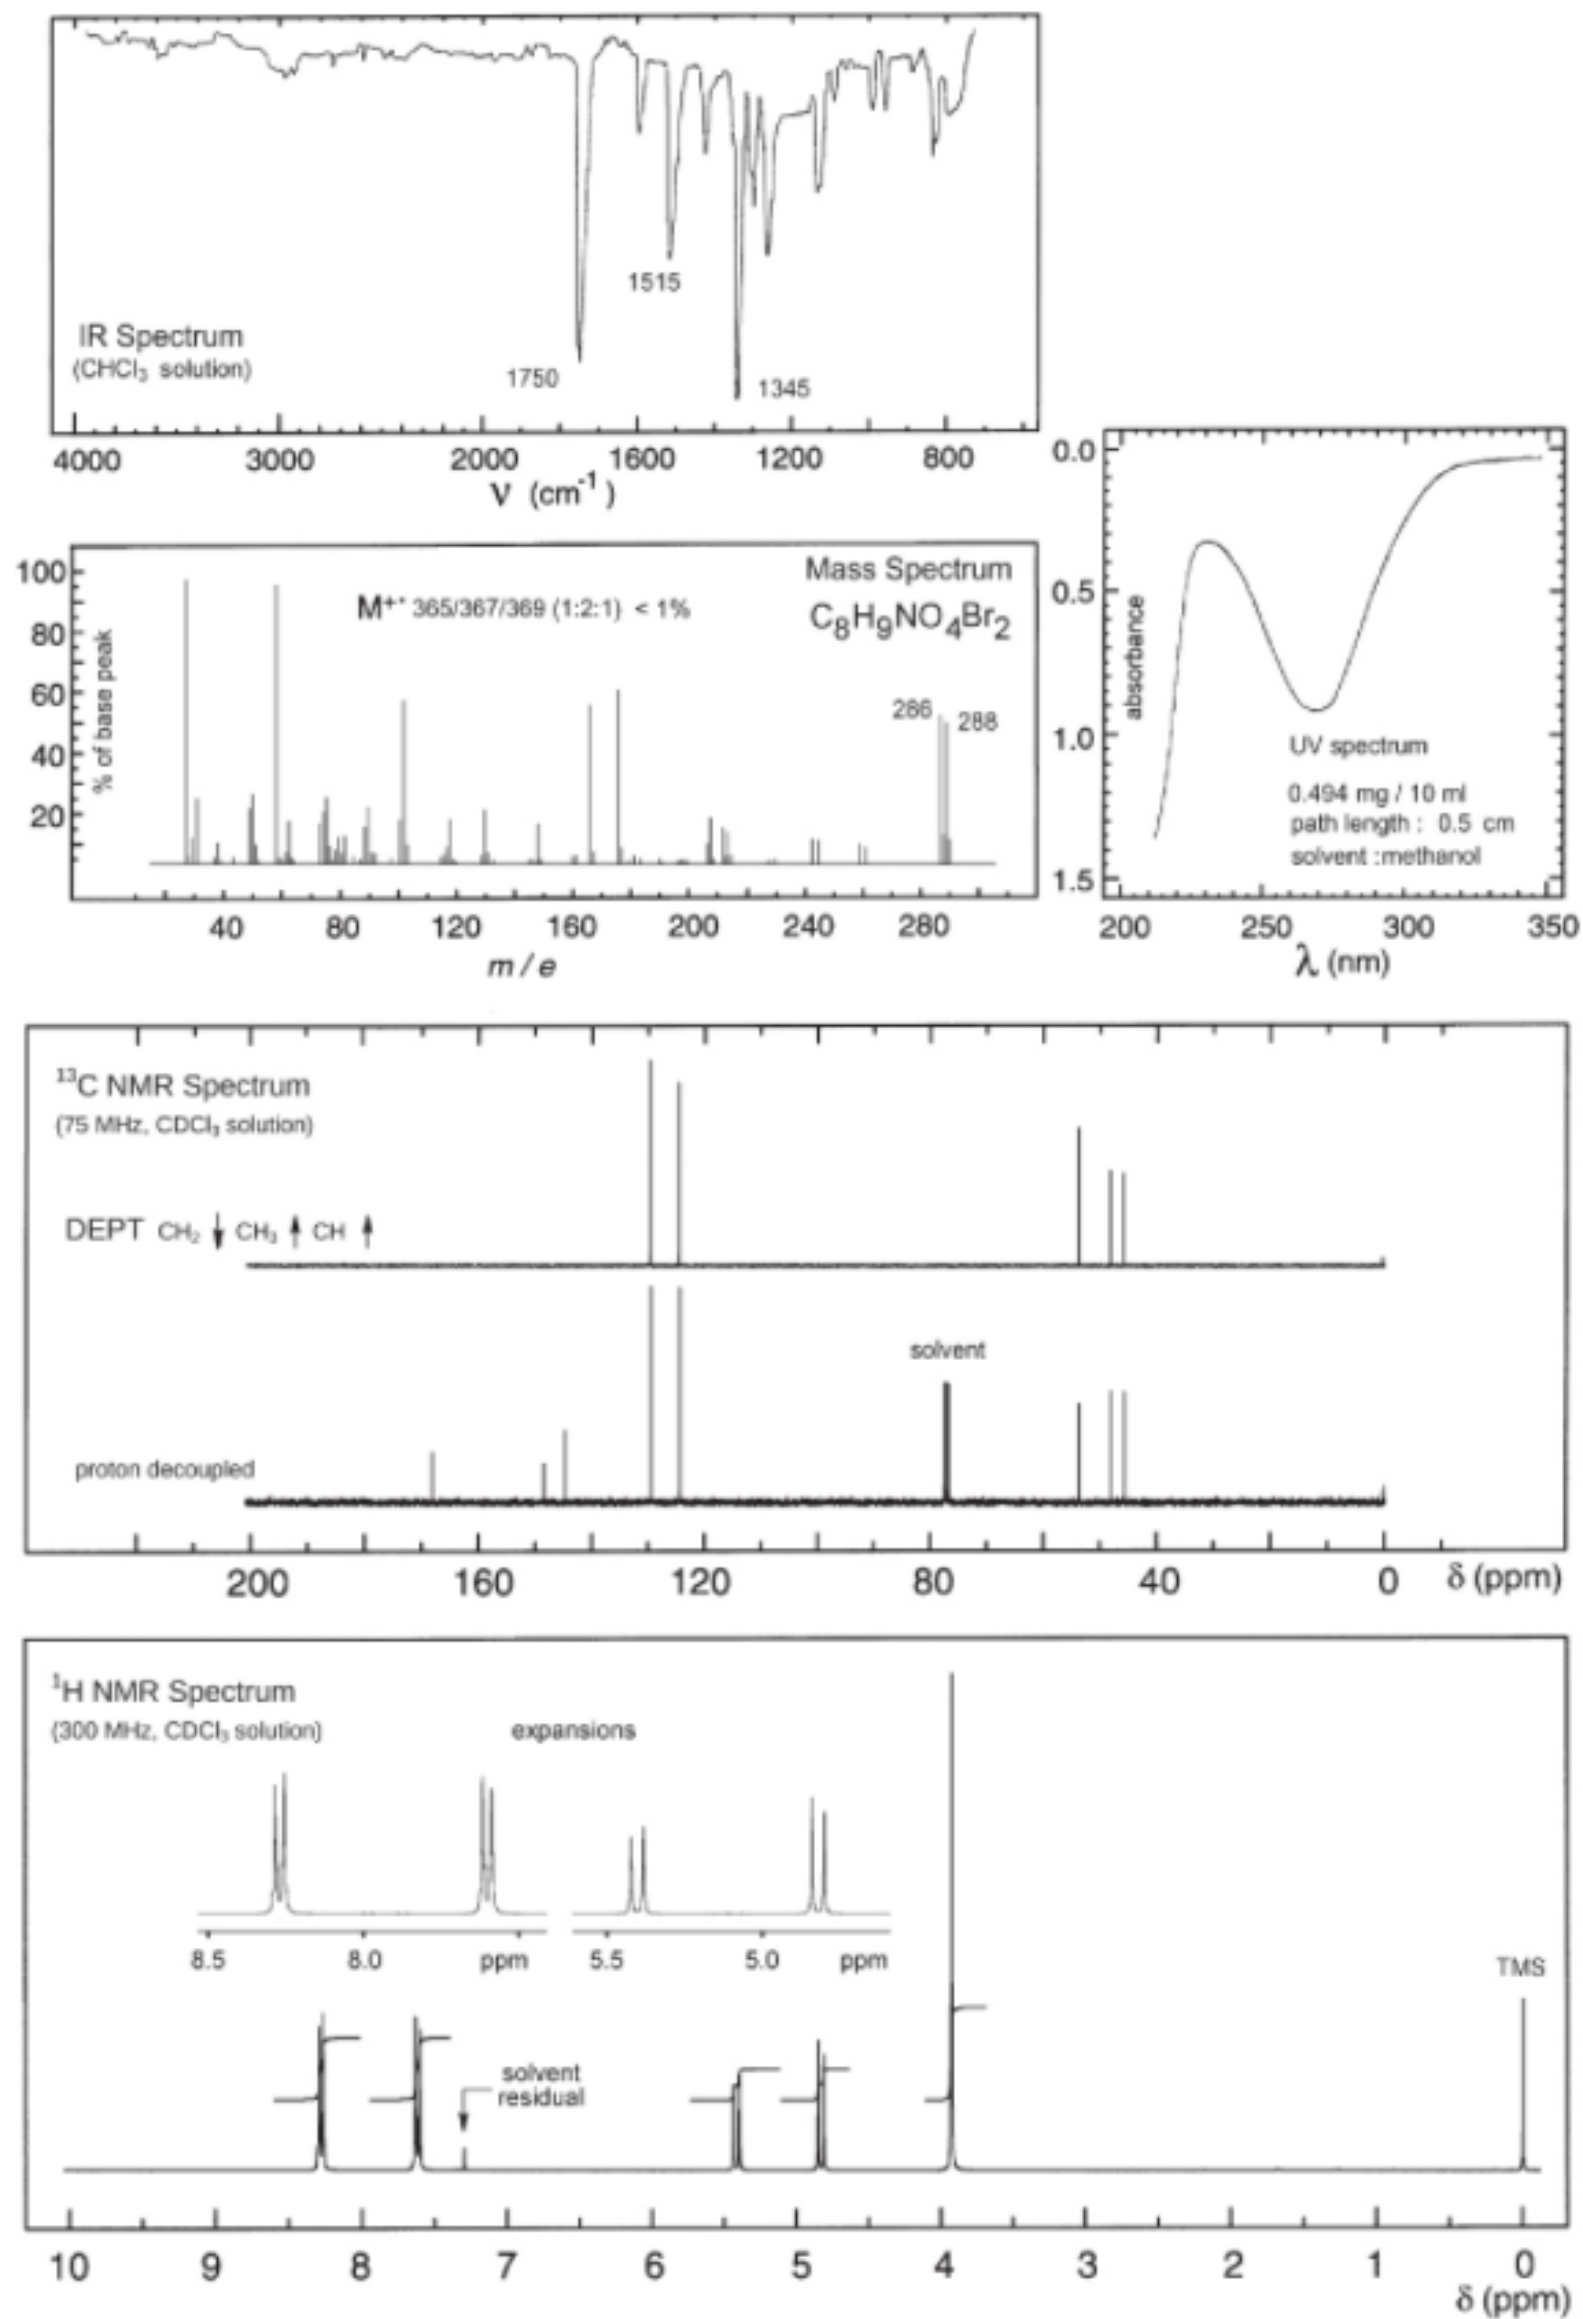 1515
IR Spectrum
(CHCl₃ solution)
1750
1345
4000 3000 2000 1600 1200 800
ν (cm⁻¹)
100
80
60
40
20
% of base peak
Mass Spectrum
M⁺· 365/367/369 (1:2:1) < 1%
C₈H₉NO₄Br₂
286
288
40 80 120 160 200 240 280
m / e
0.0
0.5
1.0
1.5
absorbance
UV spectrum
0.494 mg / 10 ml
path length : 0.5 cm
solvent :methanol
200 250 300 350
λ (nm)
¹³C NMR Spectrum
(75 MHz, CDCl₃ solution)
DEPT CH₂ ↓ CH₃ ↑ CH ↑
solvent
proton decoupled
200 160 120 80 40 0 δ (ppm)
¹H NMR Spectrum
(300 MHz, CDCl₃ solution)
expansions
8.5 8.0 ppm 5.5 5.0 ppm
TMS
solvent
residual
10 9 8 7 6 5 4 3 2 1 0
δ (ppm)